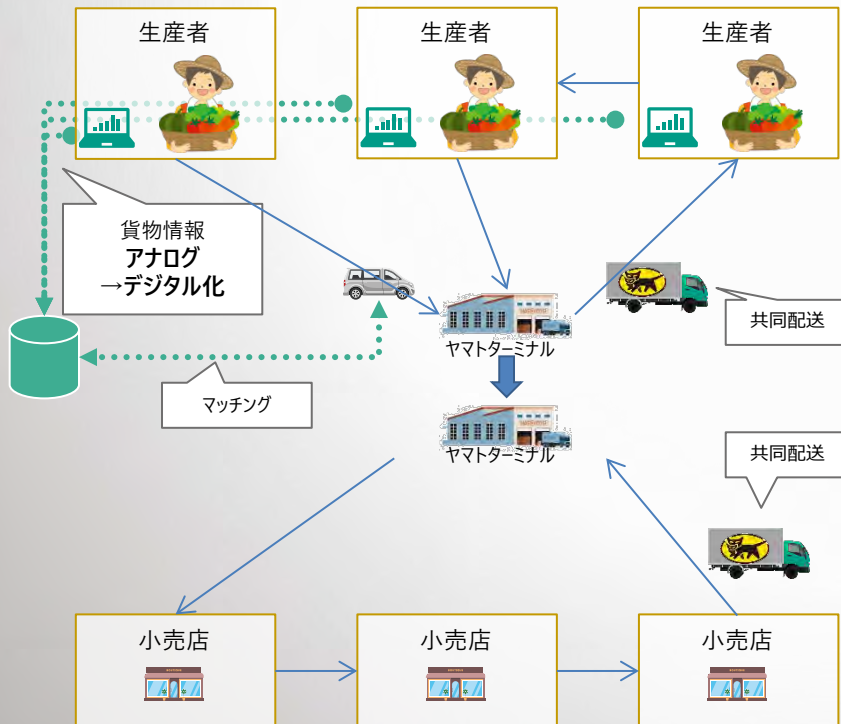 生産者
生産者
生産者
貨物情報
アナログ
→デジタル化
共同配送
ヤマトターミナル
マッチング
ヤマトターミナル
共同配送
小売店
小売店
小売店